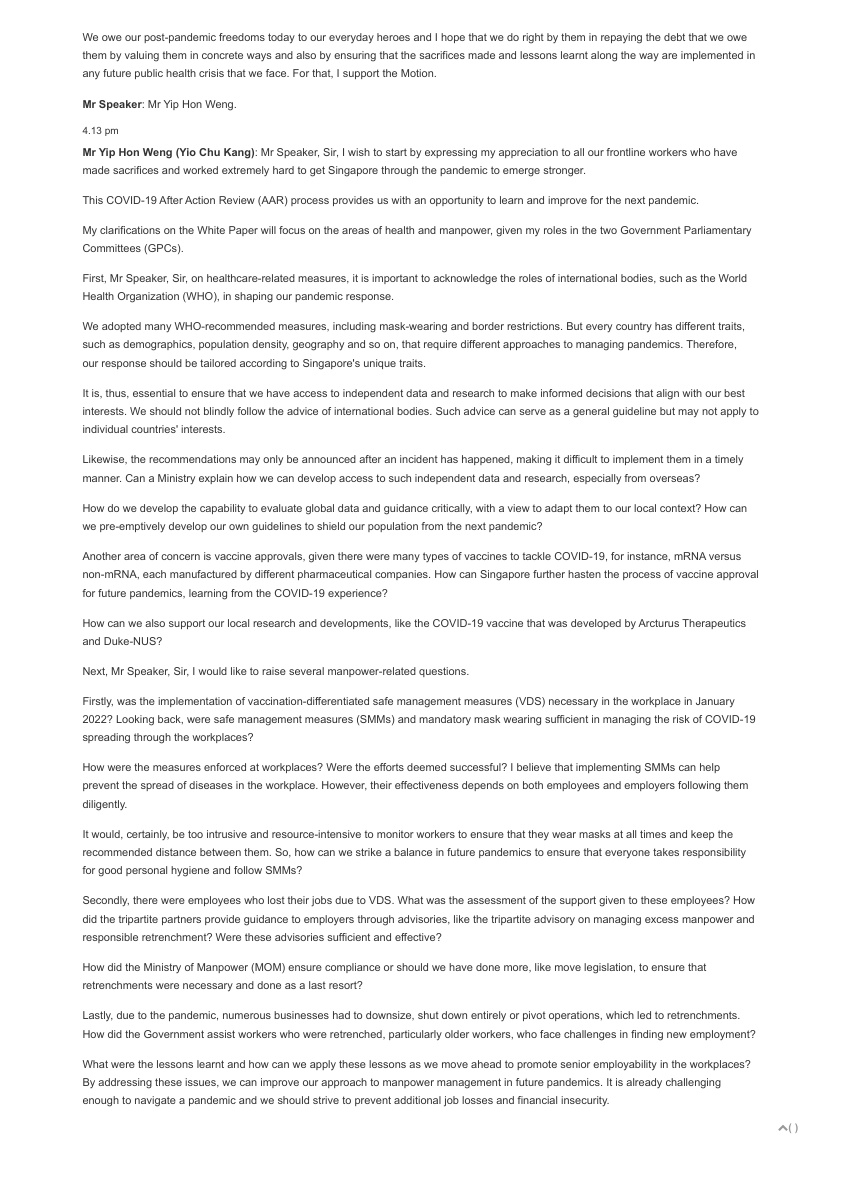 We owe our post-pandemic freedoms today to our everyday heroes and I hope that we do right by them in repaying the debt that we owe
them by valuing them in concrete ways and also by ensuring that the sacrifices made and lessons learnt along the way are implemented in
any future public health crisis that we face. For that, I support the Motion.
Mr Speaker: Mr Yip Hon Weng.
4.13 pm
Mr Yip Hon Weng (Yio Chu Kang): Mr Speaker, Sir, I wish to start by expressing my appreciation to all our frontline workers who have
made sacrifices and worked extremely hard to get Singapore through the pandemic to emerge stronger.
This COVID-19 After Action Review (AAR) process provides us with an opportunity to learn and improve for the next pandemic.
My clarifications on the White Paper will focus on the areas of health and manpower, given my roles in the two Government Parliamentary
Committees (GPCs).
First, Mr Speaker, Sir, on healthcare-related measures, it is important to acknowledge the roles of international bodies, such as the World
Health Organization (WHO), in shaping our pandemic response.
We adopted many WHO-recommended measures, including mask-wearing and border restrictions. But every country has different traits,
such as demographics, population density, geography and so on, that require different approaches to managing pandemics. Therefore,
our response should be tailored according to Singapore's unique traits.
It is, thus, essential to ensure that we have access to independent data and research to make informed decisions that align with our best
interests. We should not blindly follow the advice of international bodies. Such advice can serve as a general guideline but may not apply to
individual countries' interests.
Likewise, the recommendations may only be announced after an incident has happened, making it difficult to implement them in a timely
manner. Can a Ministry explain how we can develop access to such independent data and research, especially from overseas?
How do we develop the capability to evaluate global data and guidance critically, with a view to adapt them to our local context? How can
we pre-emptively develop our own guidelines to shield our population from the next pandemic?
Another area of concern is vaccine approvals, given there were many types of vaccines to tackle COVID-19, for instance, mRNA versus
non-mRNA, each manufactured by different pharmaceutical companies. How can Singapore further hasten the process of vaccine approval
for future pandemics, learning from the COVID-19 experience?
How can we also support our local research and developments, like the COVID-19 vaccine that was developed by Arcturus Therapeutics
and Duke-NUS?
Next, Mr Speaker, Sir, I would like to raise several manpower-related questions.
Firstly, was the implementation of vaccination-differentiated safe management measures (VDS) necessary in the workplace in January
2022? Looking back, were safe management measures (SMMs) and mandatory mask wearing sufficient in managing the risk of COVID-19
spreading through the workplaces?
How were the measures enforced at workplaces? Were the efforts deemed successful? I believe that implementing SMMs can help
prevent the spread of diseases in the workplace. However, their effectiveness depends on both employees and employers following them
diligently.
It would, certainly, be too intrusive and resource-intensive to monitor workers to ensure that they wear masks at all times and keep the
recommended distance between them. So, how can we strike a balance in future pandemics to ensure that everyone takes responsibility
for good personal hygiene and follow SMMs?
Secondly, there were employees who lost their jobs due to VDS. What was the assessment of the support given to these employees? How
did the tripartite partners provide guidance to employers through advisories, like the tripartite advisory on managing excess manpower and
responsible retrenchment? Were these advisories sufficient and effective?
How did the Ministry of Manpower (MOM) ensure compliance or should we have done more, like move legislation, to ensure that
retrenchments were necessary and done as a last resort?
Lastly, due to the pandemic, numerous businesses had to downsize, shut down entirely or pivot operations, which led to retrenchments.
How did the Government assist workers who were retrenched, particularly older workers, who face challenges in finding new employment?
What were the lessons learnt and how can we apply these lessons as we move ahead to promote senior employability in the workplaces?
By addressing these issues, we can improve our approach to manpower management in future pandemics. It is already challenging
enough to navigate a pandemic and we should strive to prevent additional job losses and financial insecurity.
( )